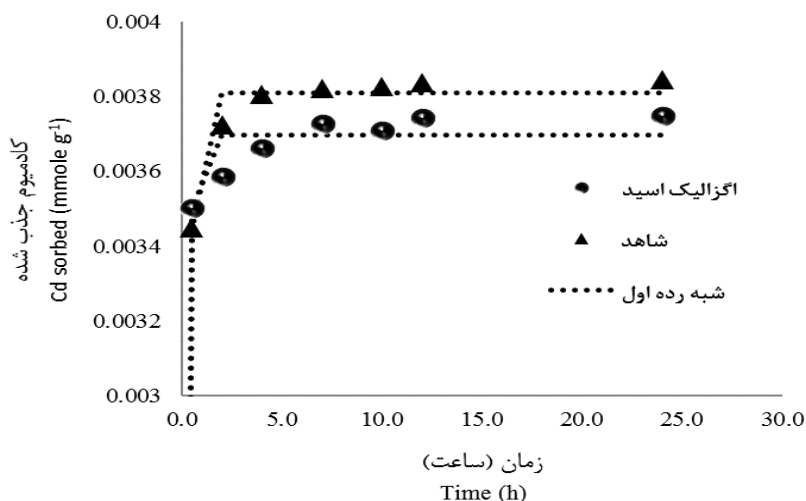 0.004
0.0038
0.0036
0.0034
0.0032
0.003
0.0 5.0 10.0 15.0 20.0 25.0 30.0
کادمیوم جذب شده
Cd sorbed (mmole g-1)
اگزالیک اسید
شاهد
شبه رده اول
زمان (ساعت)
Time (h)